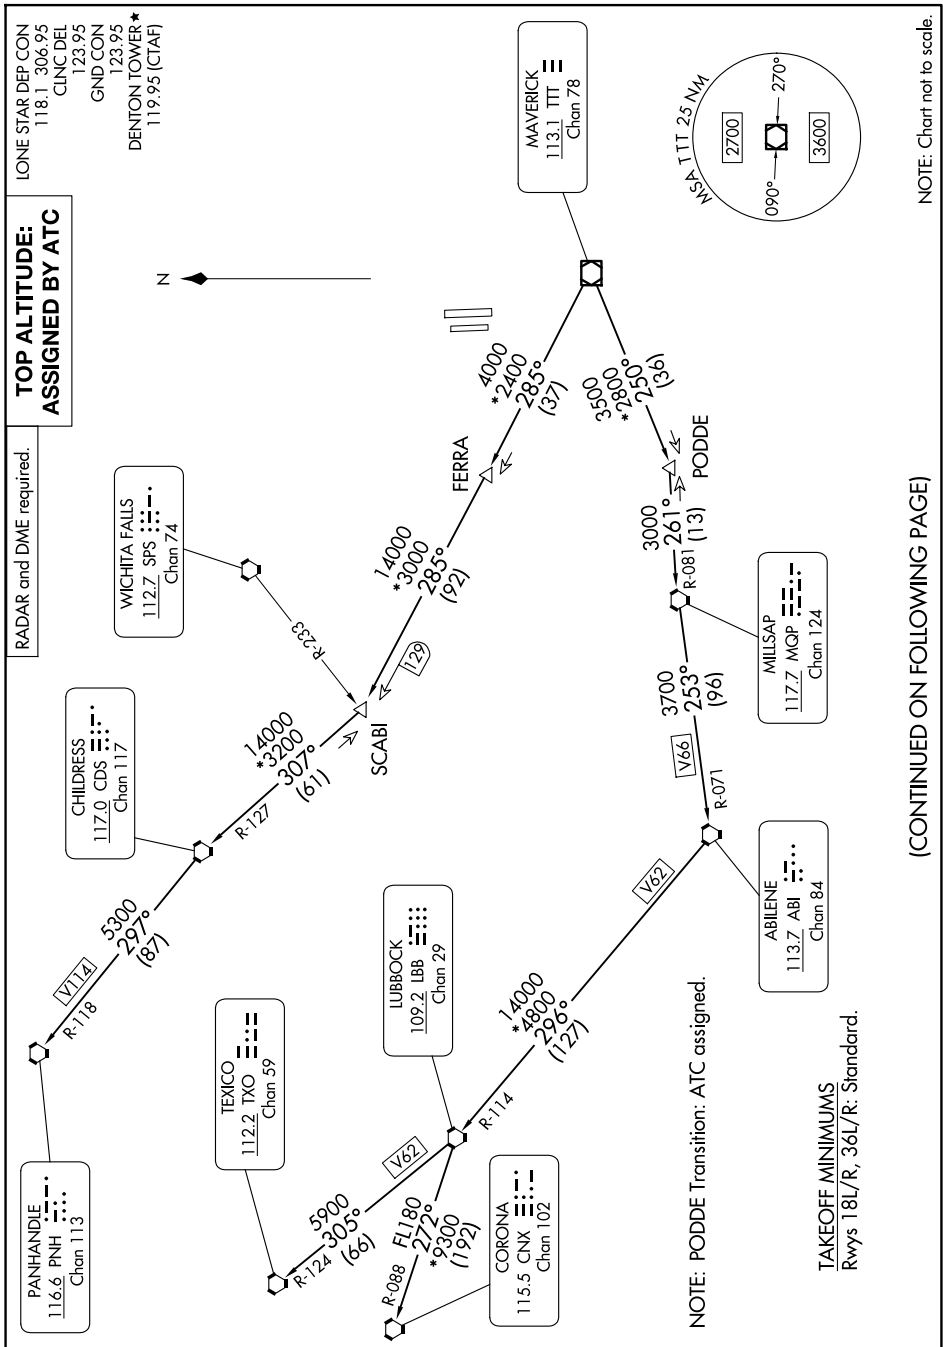 RADAR and DME required.
TOP ALTITUDE:
ASSIGNED BY ATC
LONE STAR DEP CON
118.1 306.95
CLNC DEL
123.95
GND CON
123.95
DENTON TOWER★
119.95 (CTAF)
N
PANHANDLE
116.6 PNH
Chan 113
V114
R-118
5300
297°
(87)
CHILDRESS
117.0 CDS
Chan 117
R-127
14000
*3200
307°
(61)
WICHITA FALLS
112.7 SPS
Chan 74
R-233
SCABI
129
14000
*3000
285°
(92)
FERRA
4000
*2400
285°
(37)
MAVERICK
113.1 TTT
Chan 78
TEXICO
112.2 TXO
Chan 59
R-124
5900
305°
(66)
V62
LUBBOCK
109.2 LBB
Chan 29
R-088
FL180
272°
*9300
(192)
CORONA
115.5 CNX
Chan 102
R-114
14000
*4800
296°
(127)
V62
ABILENE
113.7 ABI
Chan 84
R-071
V66
3700
253°
(96)
MILLSAP
117.7 MQP
Chan 124
R-081
3000
261°
(13)
PODDE
3500
*2800
250°
(36)
MSA TTT 25 NM
2700
090°
270°
3600
NOTE: PODDE Transition: ATC assigned.
TAKEOFF MINIMUMS
Rwys 18L/R, 36L/R: Standard.
(CONTINUED ON FOLLOWING PAGE)
NOTE: Chart not to scale.